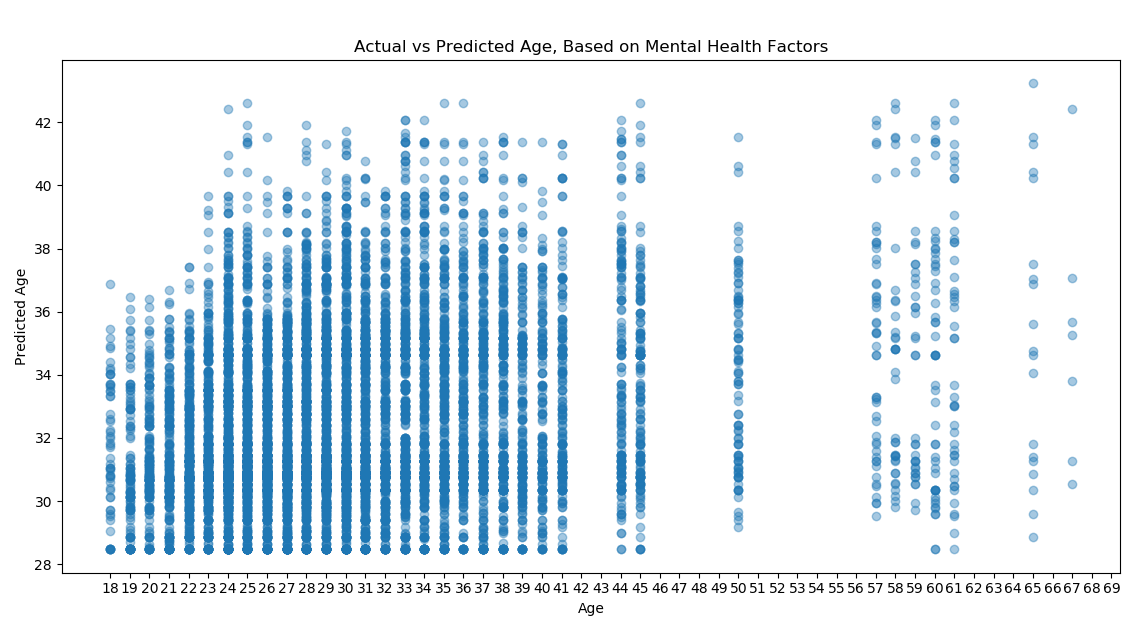 Actual vs Predicted Age, Based on Mental Health Factors
Predicted Age
42
40
38
36
34
32
30
28
18 19 20 21 22 23 24 25 26 27 28 29 30 31 32 33 34 35 36 37 38 39 40 41 42 43 44 45 46 47 48 49 50 51 52 53 54 55 56 57 58 59 60 61 62 63 64 65 66 67 68 69
Age